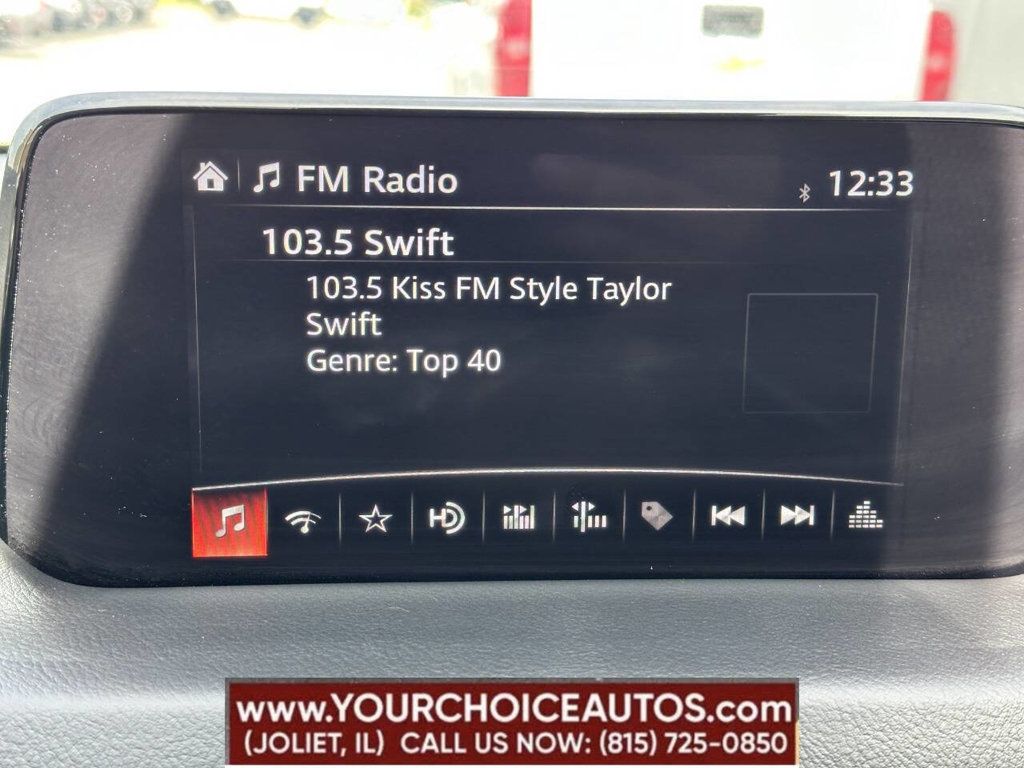 FM Radio 12:33
103.5 Swift
103.5 Kiss FM Style Taylor
Swift
Genre: Top 40
HD
www.YOURCHOICEAUTOS.com
(JOLIET, IL) CALL US NOW: (815) 725-0850